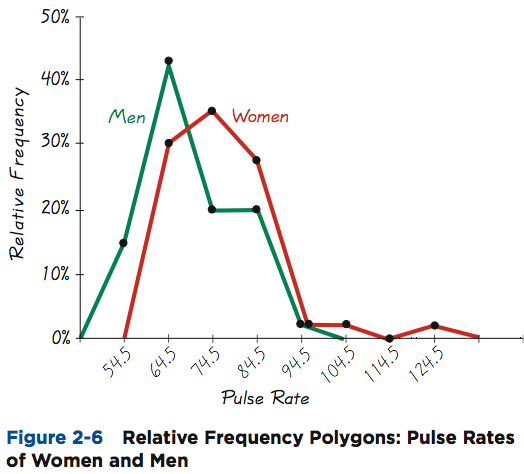 50%
40%
Men
Women
30%
Relative Frequency
20%
10%
0%
54.5 64.5 74.5 84.5 94.5 104.5 114.5 124.5
Pulse Rate
Figure 2-6 Relative Frequency Polygons: Pulse Rates
of Women and Men